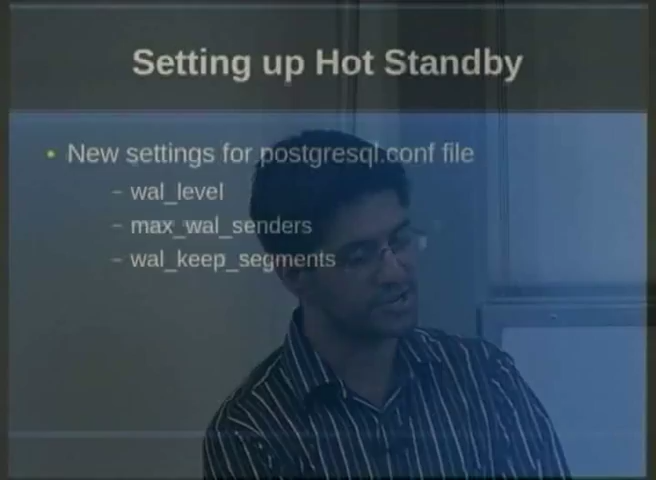 Setting up Hot Standby
• New settings for postgresql.conf file
– wal_level
– max_wal_senders
– wal_keep_segments